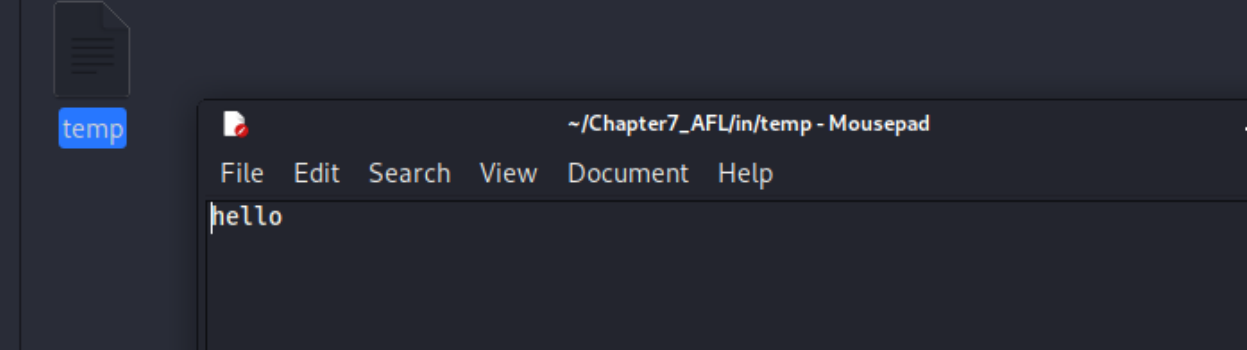 temp
~/Chapter7_AFL/in/temp - Mousepad
File Edit Search View Document Help
hello